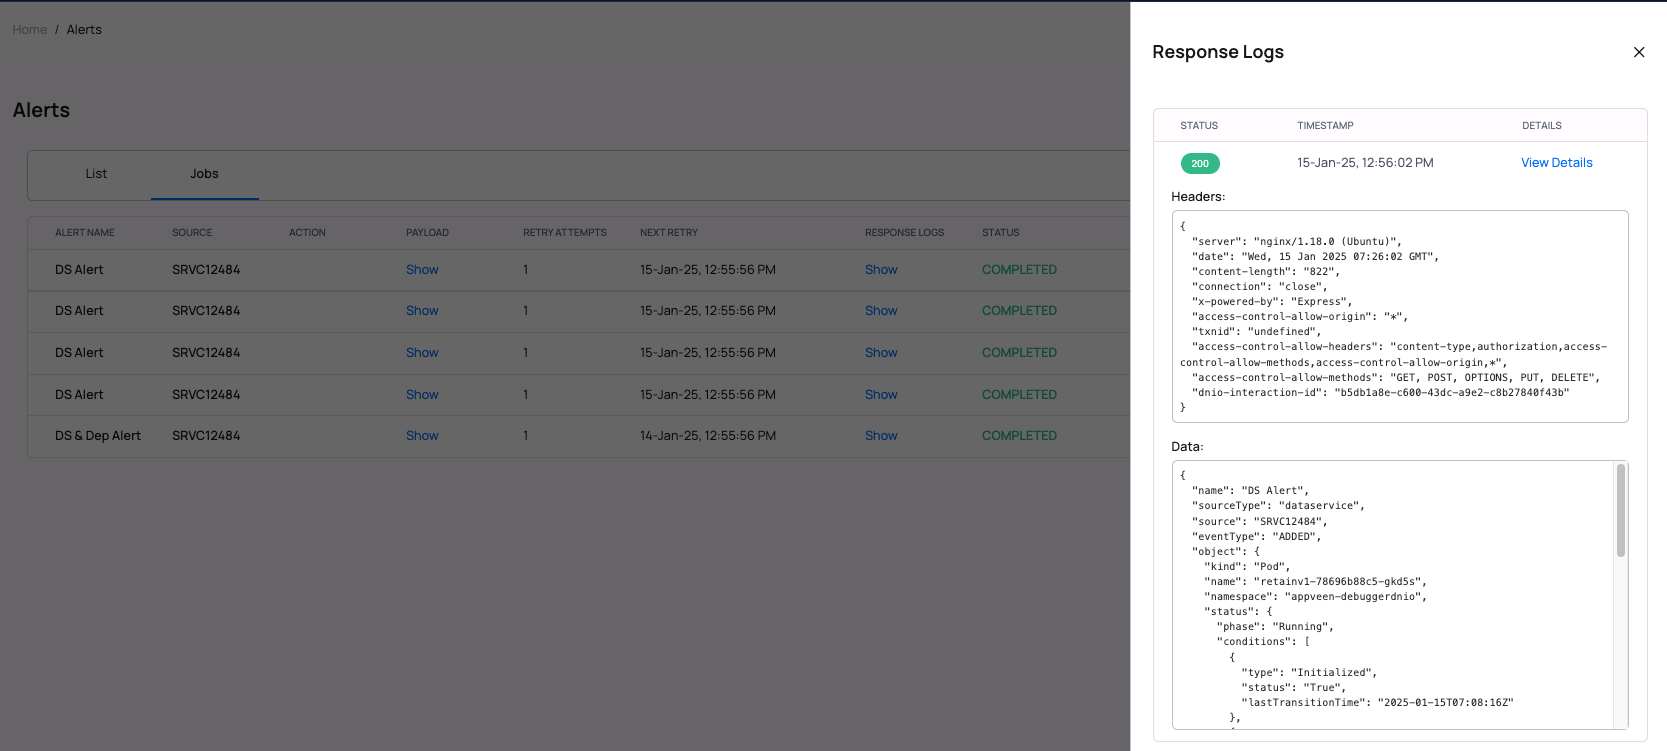 Home / Alerts
Alerts
List Jobs
ALERT NAME SOURCE ACTION PAYLOAD RETRY ATTEMPTS NEXT RETRY RESPONSE LOGS STATUS
DS Alert SRVC12484 Show 1 15-Jan-25, 12:55:56 PM Show COMPLETED
DS Alert SRVC12484 Show 1 15-Jan-25, 12:55:56 PM Show COMPLETED
DS Alert SRVC12484 Show 1 15-Jan-25, 12:55:56 PM Show COMPLETED
DS Alert SRVC12484 Show 1 15-Jan-25, 12:55:56 PM Show COMPLETED
DS & Dep Alert SRVC12484 Show 1 14-Jan-25, 12:55:56 PM Show COMPLETED
Response Logs
STATUS TIMESTAMP DETAILS
200 15-Jan-25, 12:56:02 PM View Details
Headers:
{
"server": "nginx/1.18.0 (Ubuntu)",
"date": "Wed, 15 Jan 2025 07:26:02 GMT",
"content-length": "822",
"connection": "close",
"x-powered-by": "Express",
"access-control-allow-origin": "*",
"txnid": "undefined",
"access-control-allow-headers": "content-type,authorization,access-
control-allow-methods,access-control-allow-origin,*",
"access-control-allow-methods": "GET, POST, OPTIONS, PUT, DELETE",
"dnio-interaction-id": "b5db1a8e-c600-43dc-a9e2-c8b27840f43b"
}
Data:
{
"name": "DS Alert",
"sourceType": "dataservice",
"source": "SRVC12484",
"eventType": "ADDED",
"object": {
"kind": "Pod",
"name": "retainv1-78696b88c5-gkd5s",
"namespace": "appveen-debuggerdnio",
"status": {
"phase": "Running",
"conditions": [
{
"type": "Initialized",
"status": "True",
"lastTransitionTime": "2025-01-15T07:08:16Z"
},